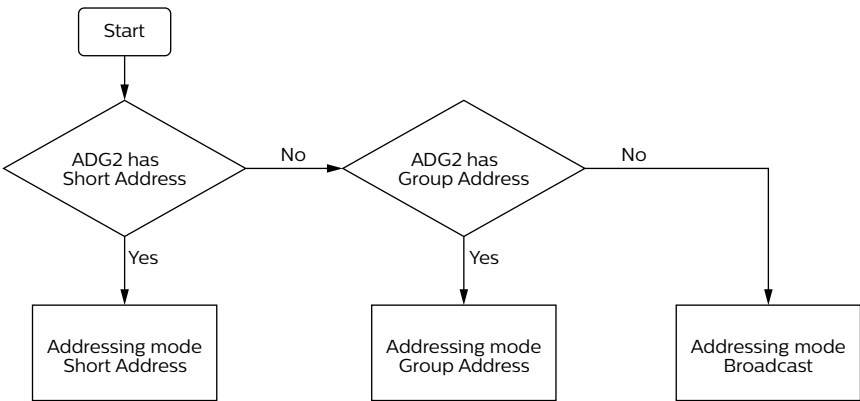 Start
ADG2 has
Short Address
No
ADG2 has
Group Address
No
Yes
Yes
Addressing mode
Short Address
Addressing mode
Group Address
Addressing mode
Broadcast